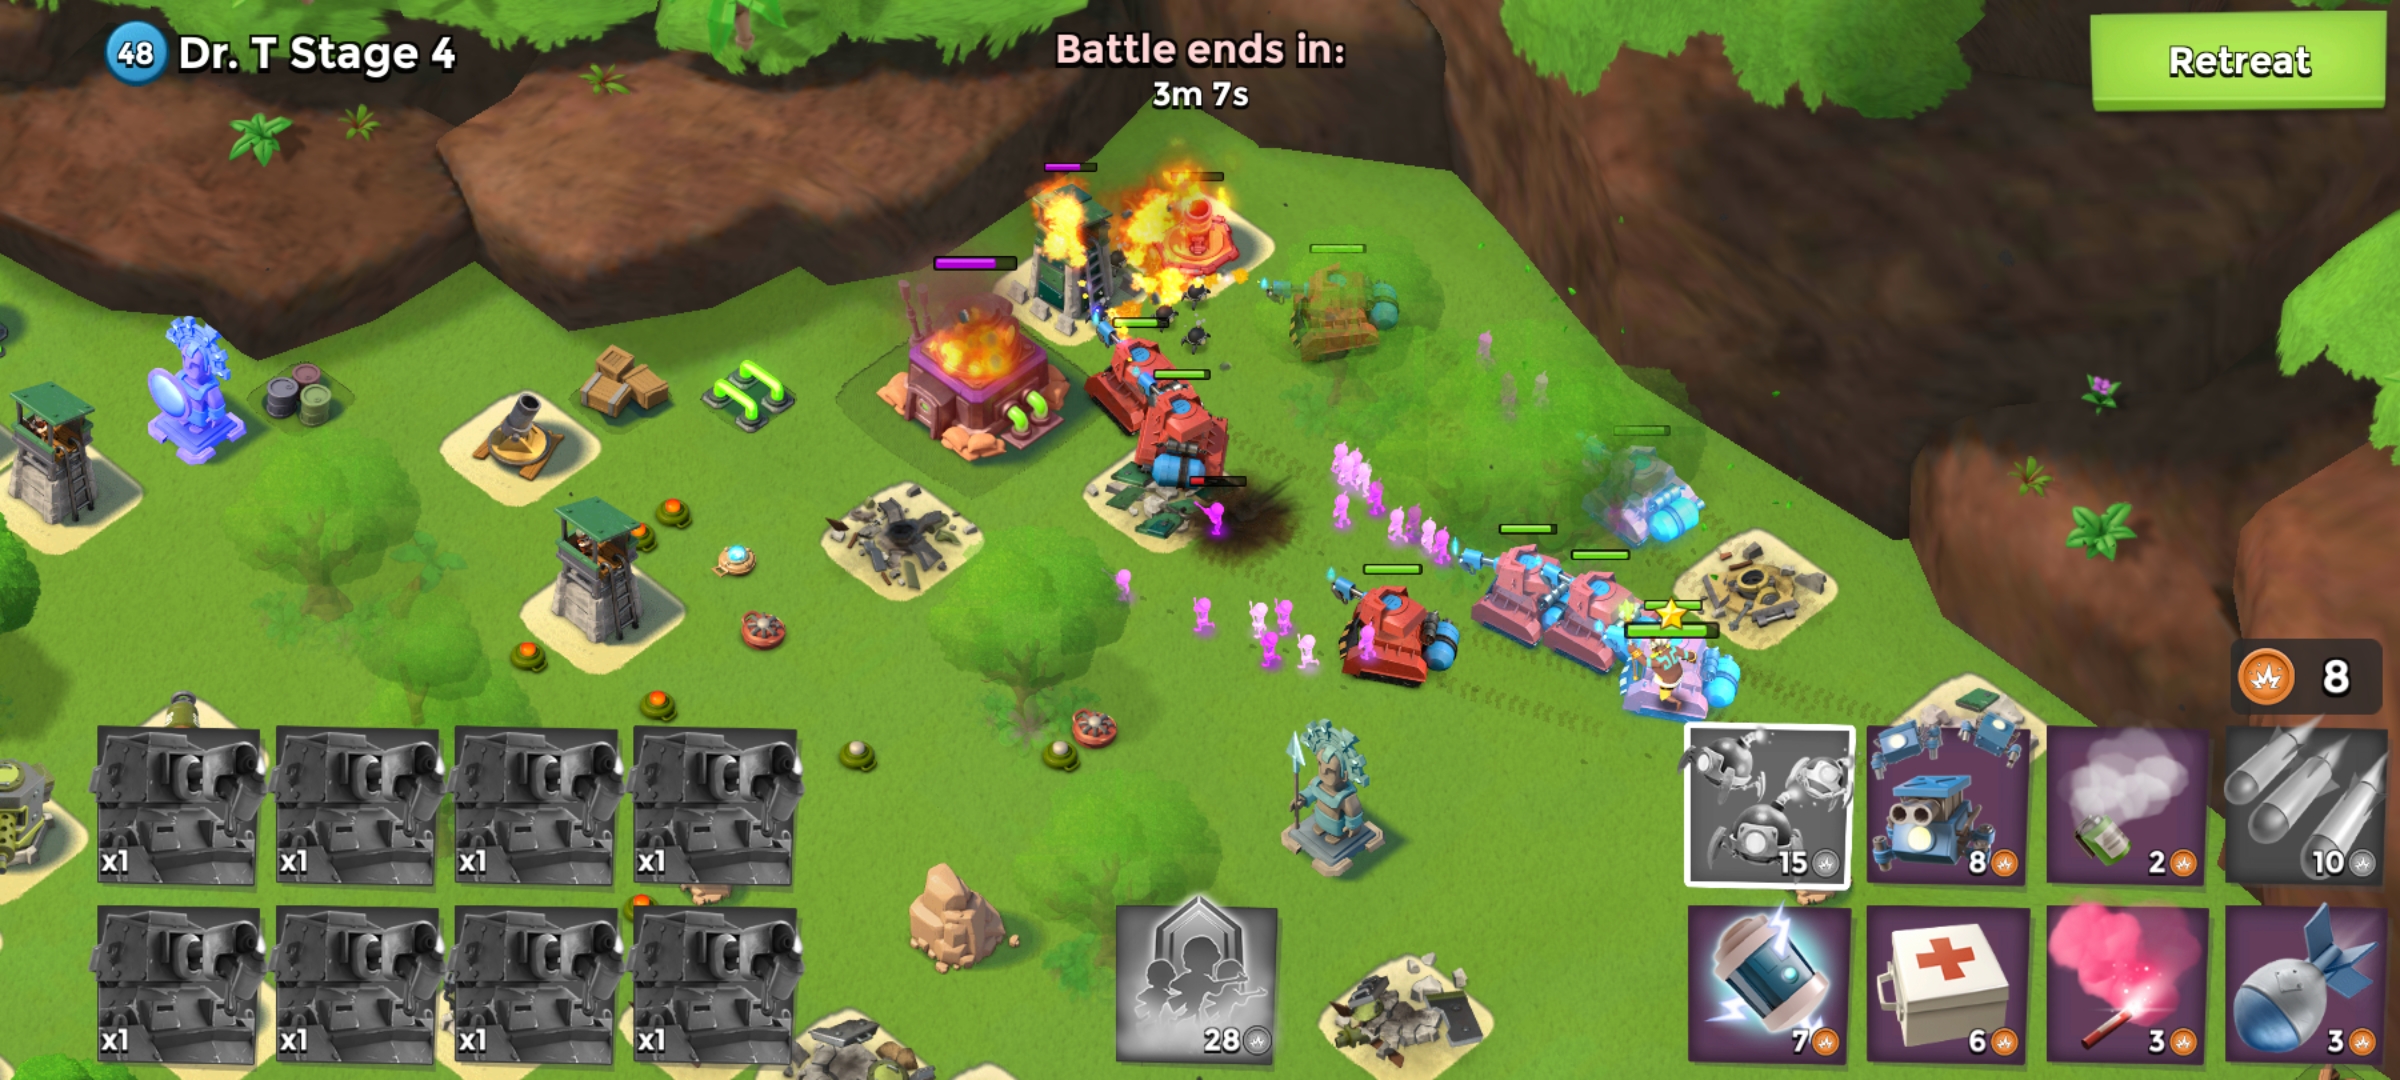 48 Dr. T Stage 4
Battle ends in:
3m 7s
Retreat
8
x1 x1 x1 x1
15 8 2 10
x1 x1 x1 x1
28
7 6 3 3